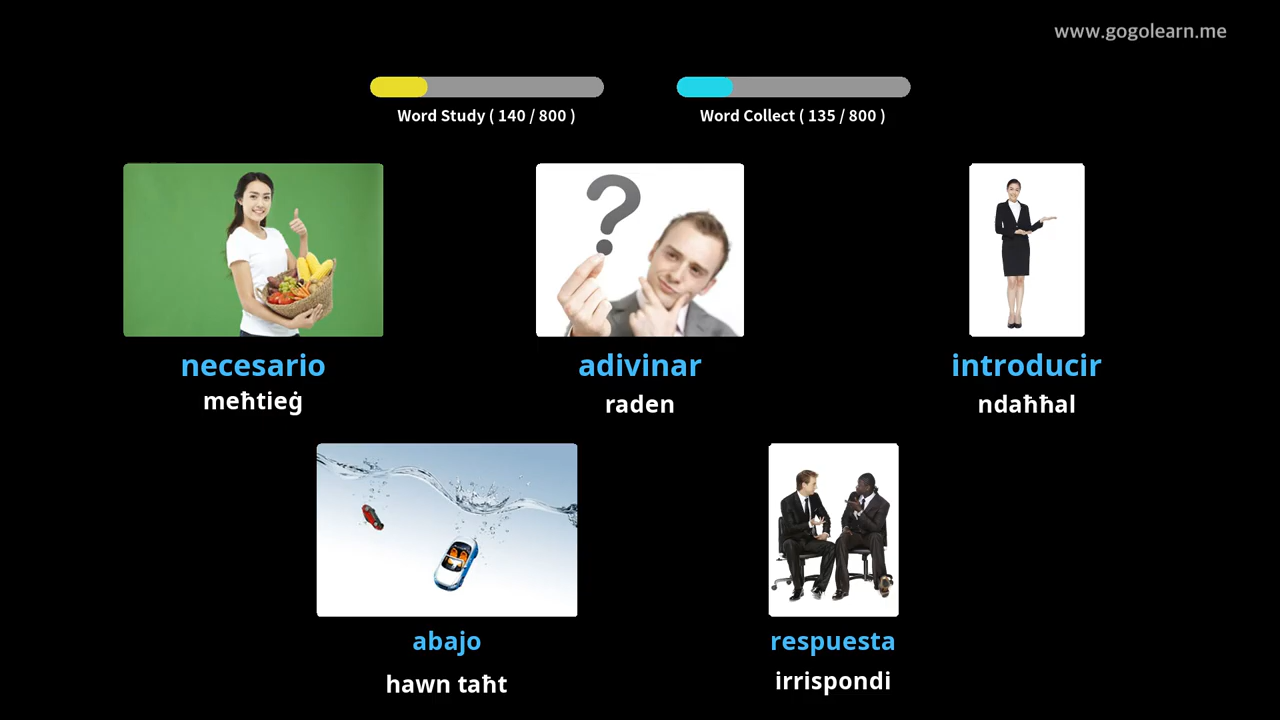 www.gogolearn.me
Word Study ( 140 / 800 )
Word Collect ( 135 / 800 )
necesario
adivinar
introducir
meħtieġ
raden
ndaħħal
abajo
respuesta
hawn taħt
irrispondi